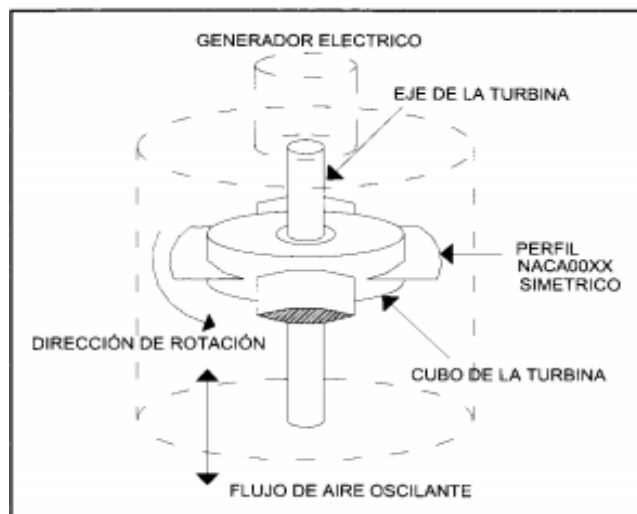 GENERADOR ELECTRICO
EJE DE LA TURBINA
PERFIL
NACA00XX
SIMETRICO
DIRECCIÓN DE ROTACIÓN
CUBO DE LA TURBINA
FLUJO DE AIRE OSCILANTE